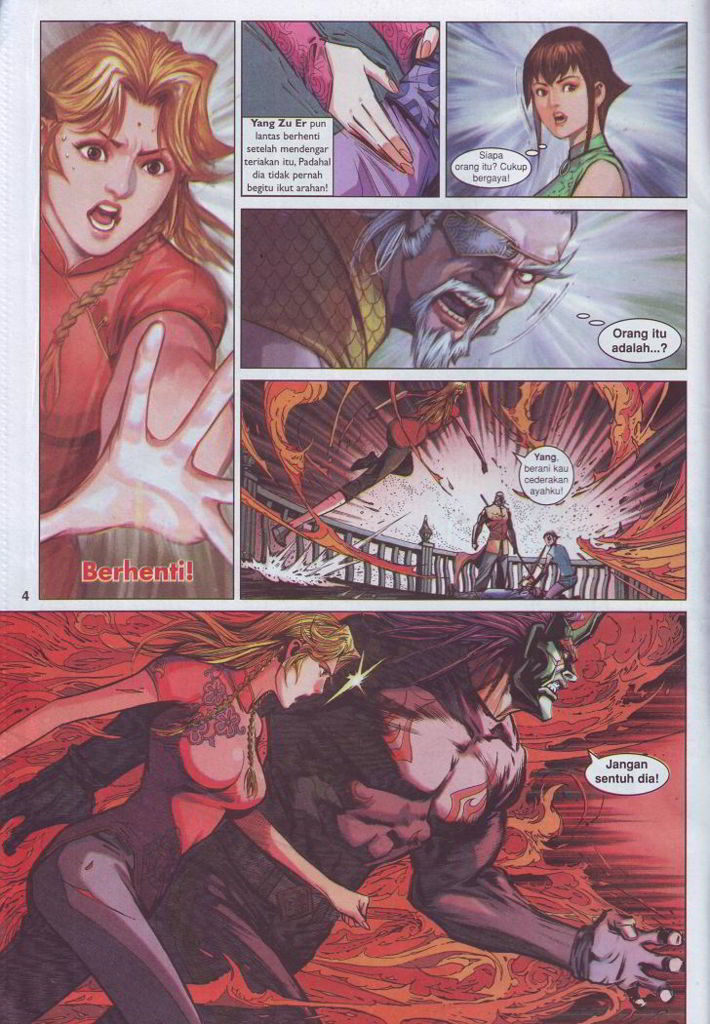 Berhenti!
Yang Zu Er pun
lantas berhenti
setelah mendengar
teriakan itu, Padahal
dia tidak pernah
begitu ikut arahan!
Siapa
orang itu? Cukup
bergaya!
Orang itu
adalah...?
Yang,
berani kau
cederakan
ayahku!
4
Jangan
sentuh dia!